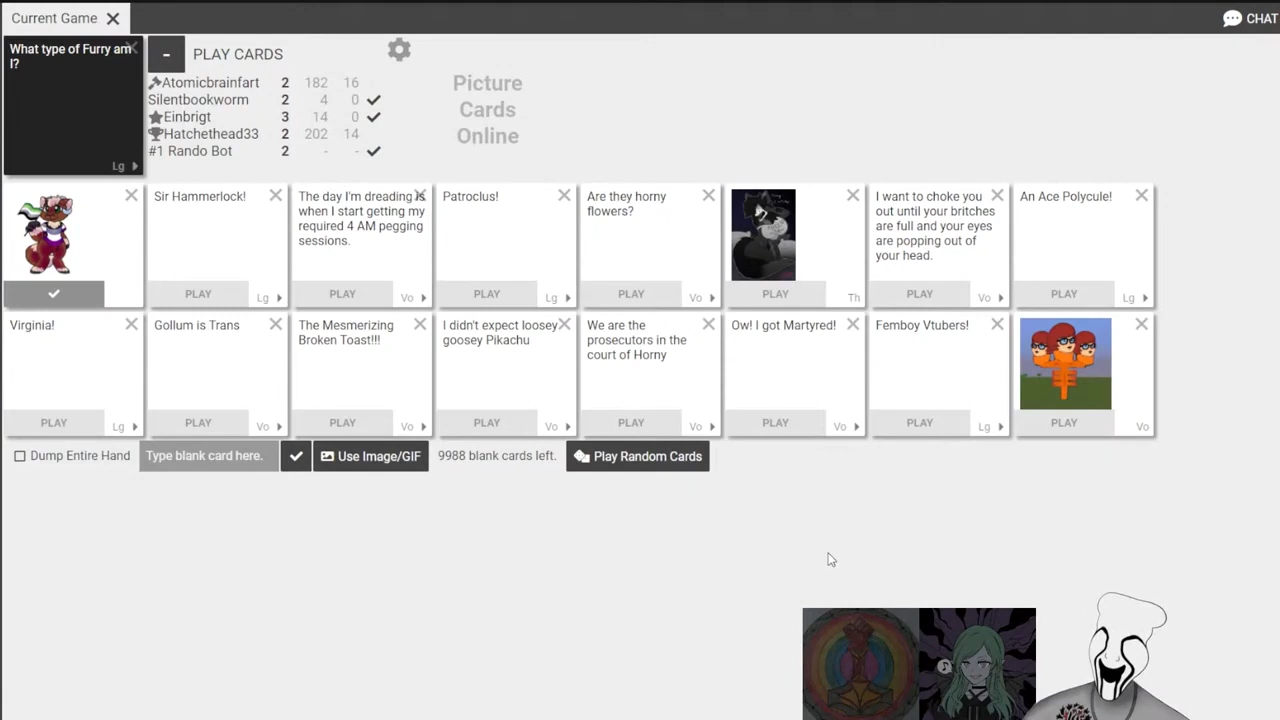 Current Game
CHAT
What type of Furry am
I?
Lg
-
PLAY CARDS
Atomicbrainfart 2 182 16
Silentbookworm 2 4 0
Einbrigt 3 14 0
Hatchethead33 2 202 14
#1 Rando Bot 2 - -
Picture
Cards
Online
Sir Hammerlock!
PLAY Lg
The day I'm dreading is
when I start getting my
required 4 AM pegging
sessions.
PLAY Vo
Patroclus!
PLAY Lg
Are they horny
flowers?
PLAY Vo
PLAY Th
I want to choke you
out until your britches
are full and your eyes
are popping out of
your head.
PLAY Vo
An Ace Polycule!
PLAY Lg
Virginia!
PLAY Lg
Gollum is Trans
PLAY Vo
The Mesmerizing
Broken Toast!!!
PLAY Vo
I didn't expect loosey
goosey Pikachu
PLAY Vo
We are the
prosecutors in the
court of Horny
PLAY Vo
Ow! I got Martyred!
PLAY Vo
Femboy Vtubers!
PLAY Lg
PLAY Vo
Dump Entire Hand
Type blank card here.
Use Image/GIF
9988 blank cards left.
Play Random Cards